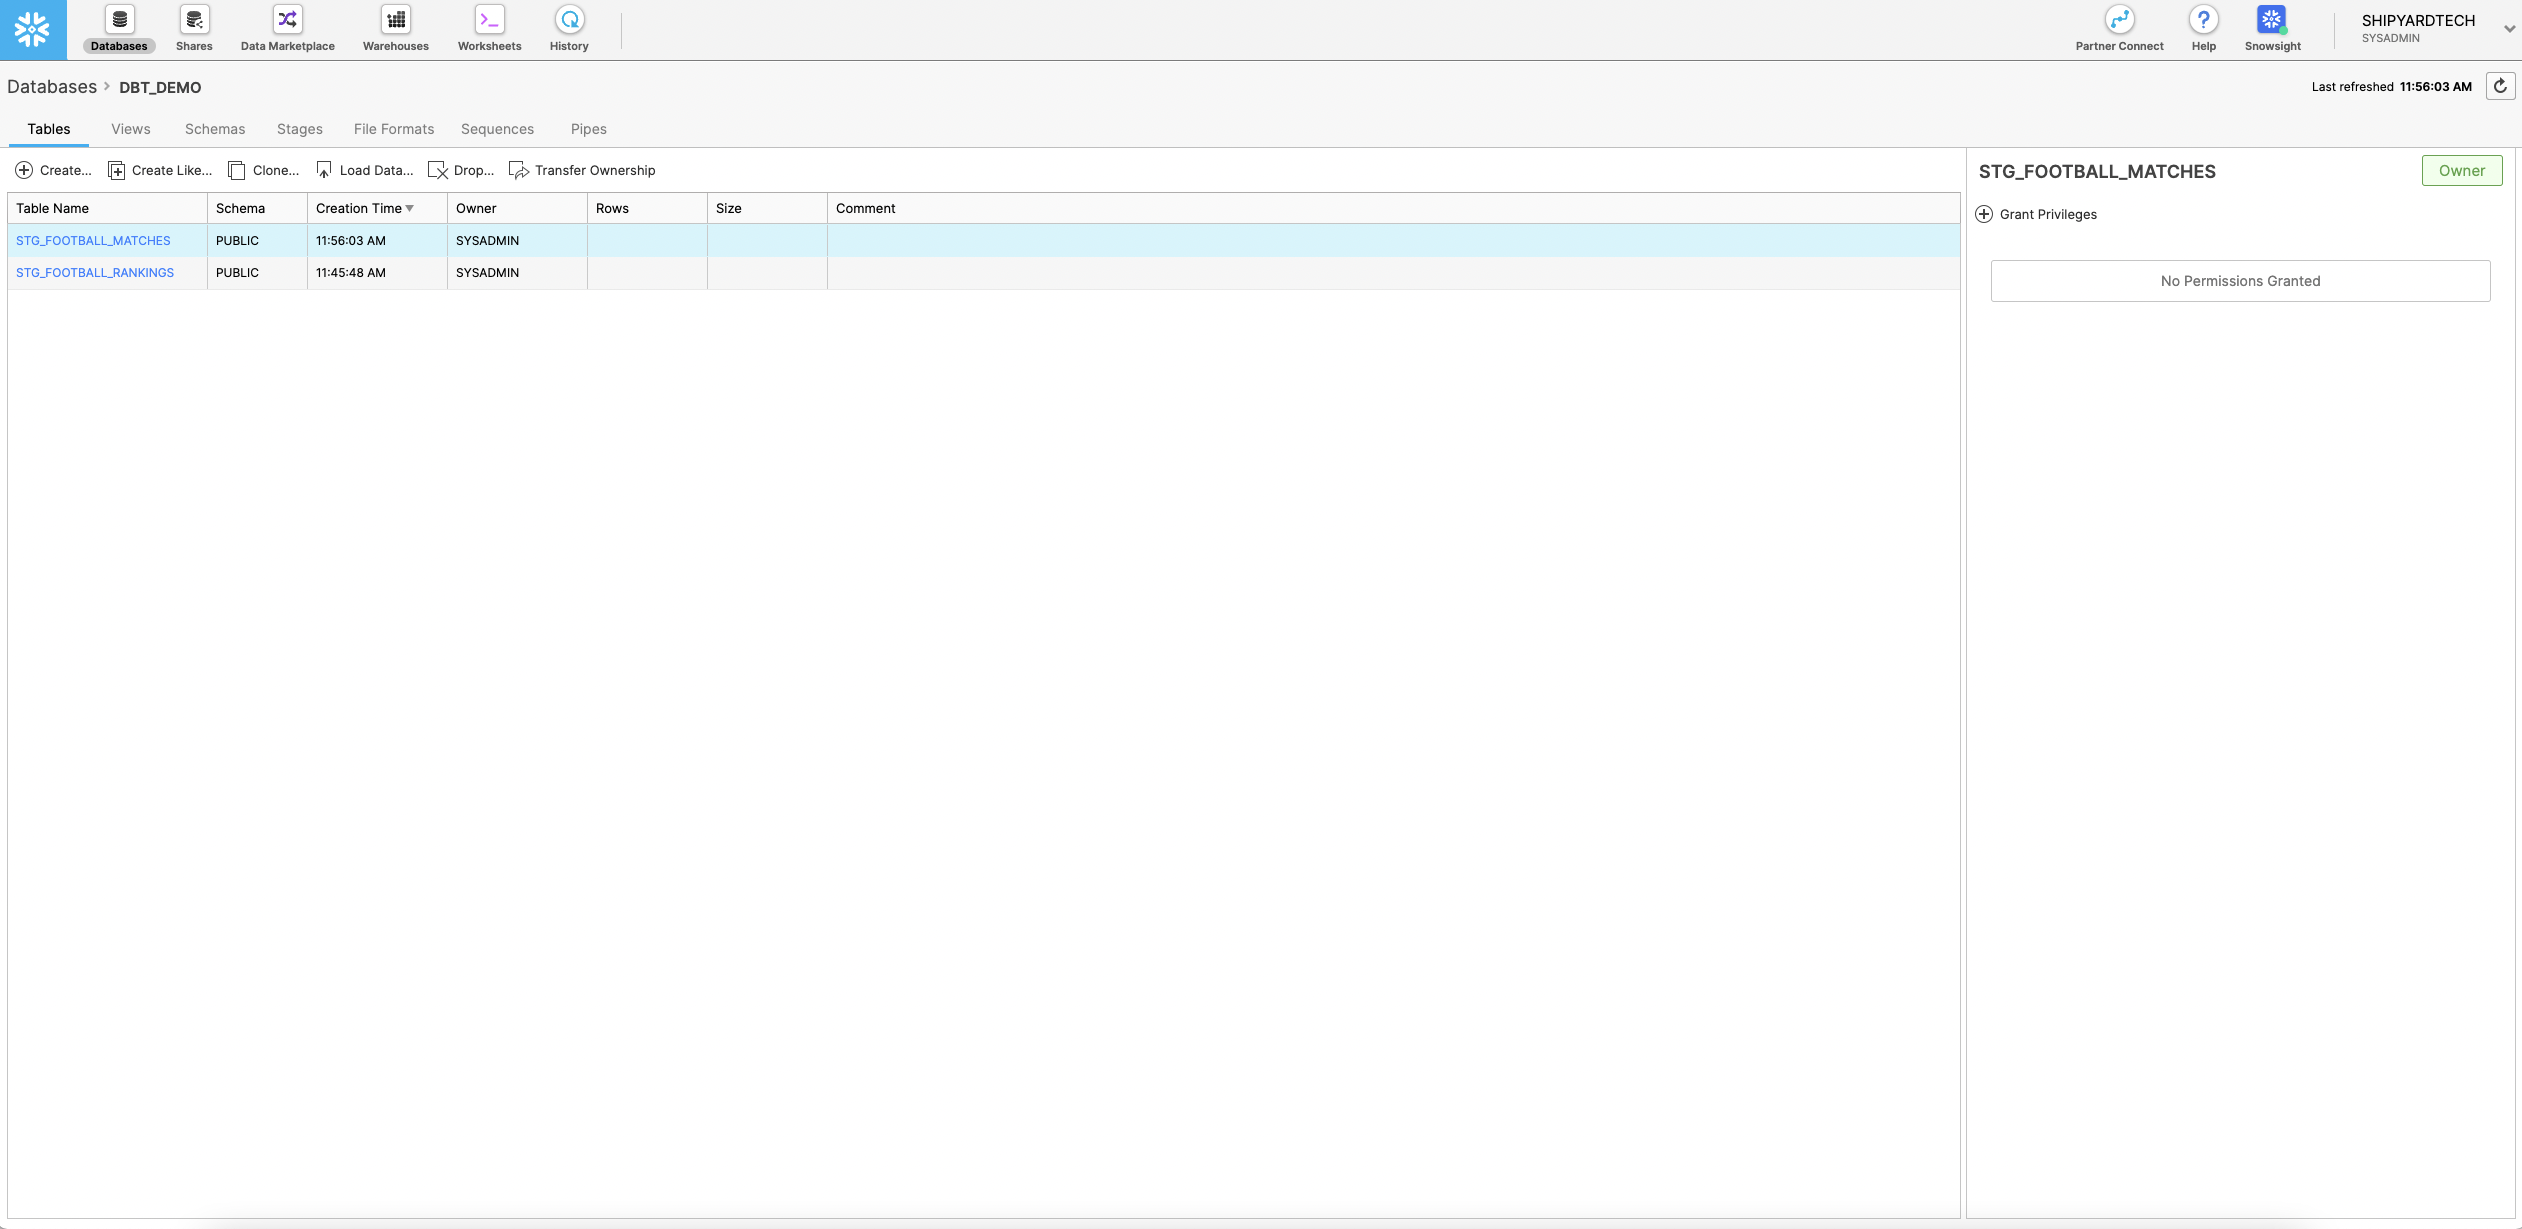 Databases Shares Data Marketplace Warehouses Worksheets History Partner Connect Help Snowsight SHIPYARDTECH
SYSADMIN
Databases > DBT_DEMO Last refreshed 11:56:03 AM
Tables Views Schemas Stages File Formats Sequences Pipes
Create... Create Like... Clone... Load Data... Drop... Transfer Ownership
Table Name Schema Creation Time Owner Rows Size Comment
STG_FOOTBALL_MATCHES PUBLIC 11:56:03 AM SYSADMIN
STG_FOOTBALL_RANKINGS PUBLIC 11:45:48 AM SYSADMIN
STG_FOOTBALL_MATCHES Owner
Grant Privileges
No Permissions Granted